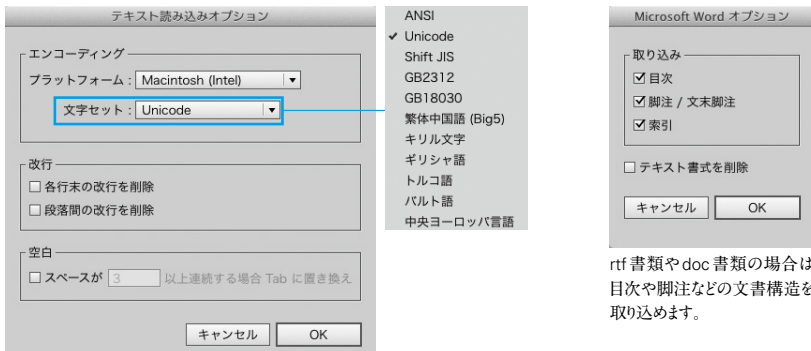 テキスト読み込みオプション
エンコーディング
プラットフォーム : Macintosh (Intel)
文字セット : Unicode
改行
各行末の改行を削除
段落間の改行を削除
空白
スペースが 3 以上連続する場合 Tab に置き換え
キャンセル OK
ANSI
Unicode
Shift JIS
GB2312
GB18030
繁体中国語 (Big5)
キリル文字
ギリシャ語
トルコ語
バルト語
中央ヨーロッパ言語
Microsoft Word オプション
取り込み
目次
脚注 / 文末脚注
索引
テキスト書式を削除
キャンセル OK
rtf 書類や doc 書類の場合は
目次や脚注などの文書構造を
取り込めます。